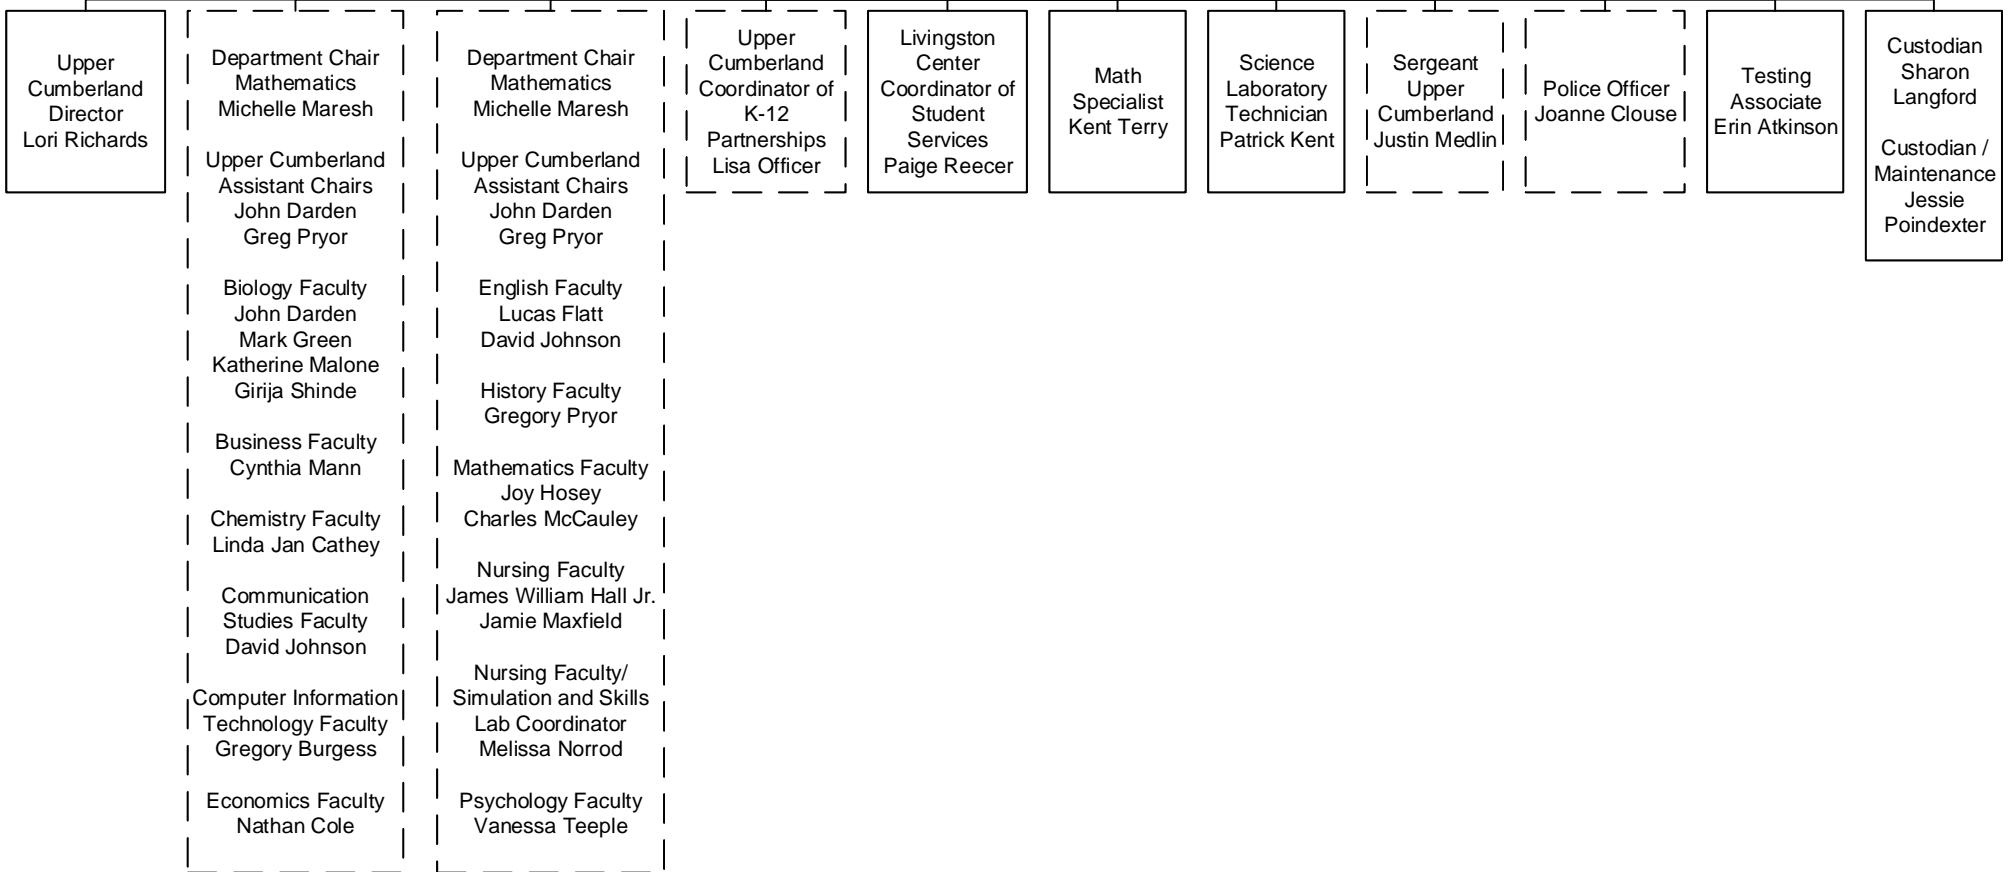 Upper
Cumberland
Director
Lori Richards
Department Chair
Mathematics
Michelle Maresh
Upper Cumberland
Assistant Chairs
John Darden
Greg Pryor
Biology Faculty
John Darden
Mark Green
Katherine Malone
Girija Shinde
Business Faculty
Cynthia Mann
Chemistry Faculty
Linda Jan Cathey
Communication
Studies Faculty
David Johnson
Computer Information
Technology Faculty
Gregory Burgess
Economics Faculty
Nathan Cole
Department Chair
Mathematics
Michelle Maresh
Upper Cumberland
Assistant Chairs
John Darden
Greg Pryor
English Faculty
Lucas Flatt
David Johnson
History Faculty
Gregory Pryor
Mathematics Faculty
Joy Hosey
Charles McCauley
Nursing Faculty
James William Hall Jr.
Jamie Maxfield
Nursing Faculty/
Simulation and Skills
Lab Coordinator
Melissa Norrod
Psychology Faculty
Vanessa Teeple
Upper
Cumberland
Coordinator of
K-12
Partnerships
Lisa Officer
Livingston
Center
Coordinator of
Student
Services
Paige Reecer
Math
Specialist
Kent Terry
Science
Laboratory
Technician
Patrick Kent
Sergeant
Upper
Cumberland
Justin Medlin
Police Officer
Joanne Clouse
Testing
Associate
Erin Atkinson
Custodian
Sharon
Langford
Custodian /
Maintenance
Jessie
Poindexter